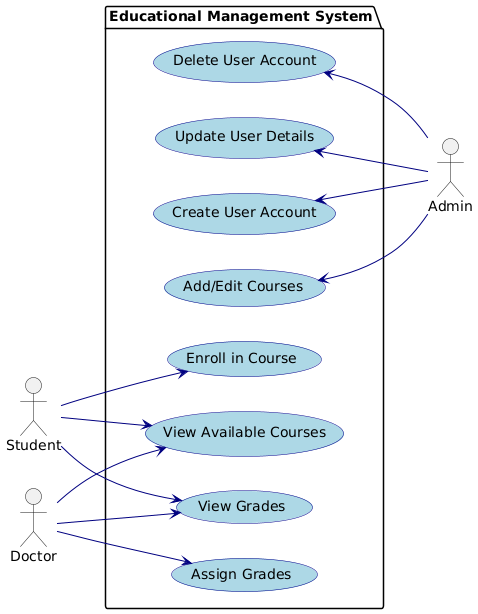 Educational Management System
Delete User Account
Update User Details
Create User Account
Admin
Add/Edit Courses
Enroll in Course
View Available Courses
Student
View Grades
Doctor
Assign Grades